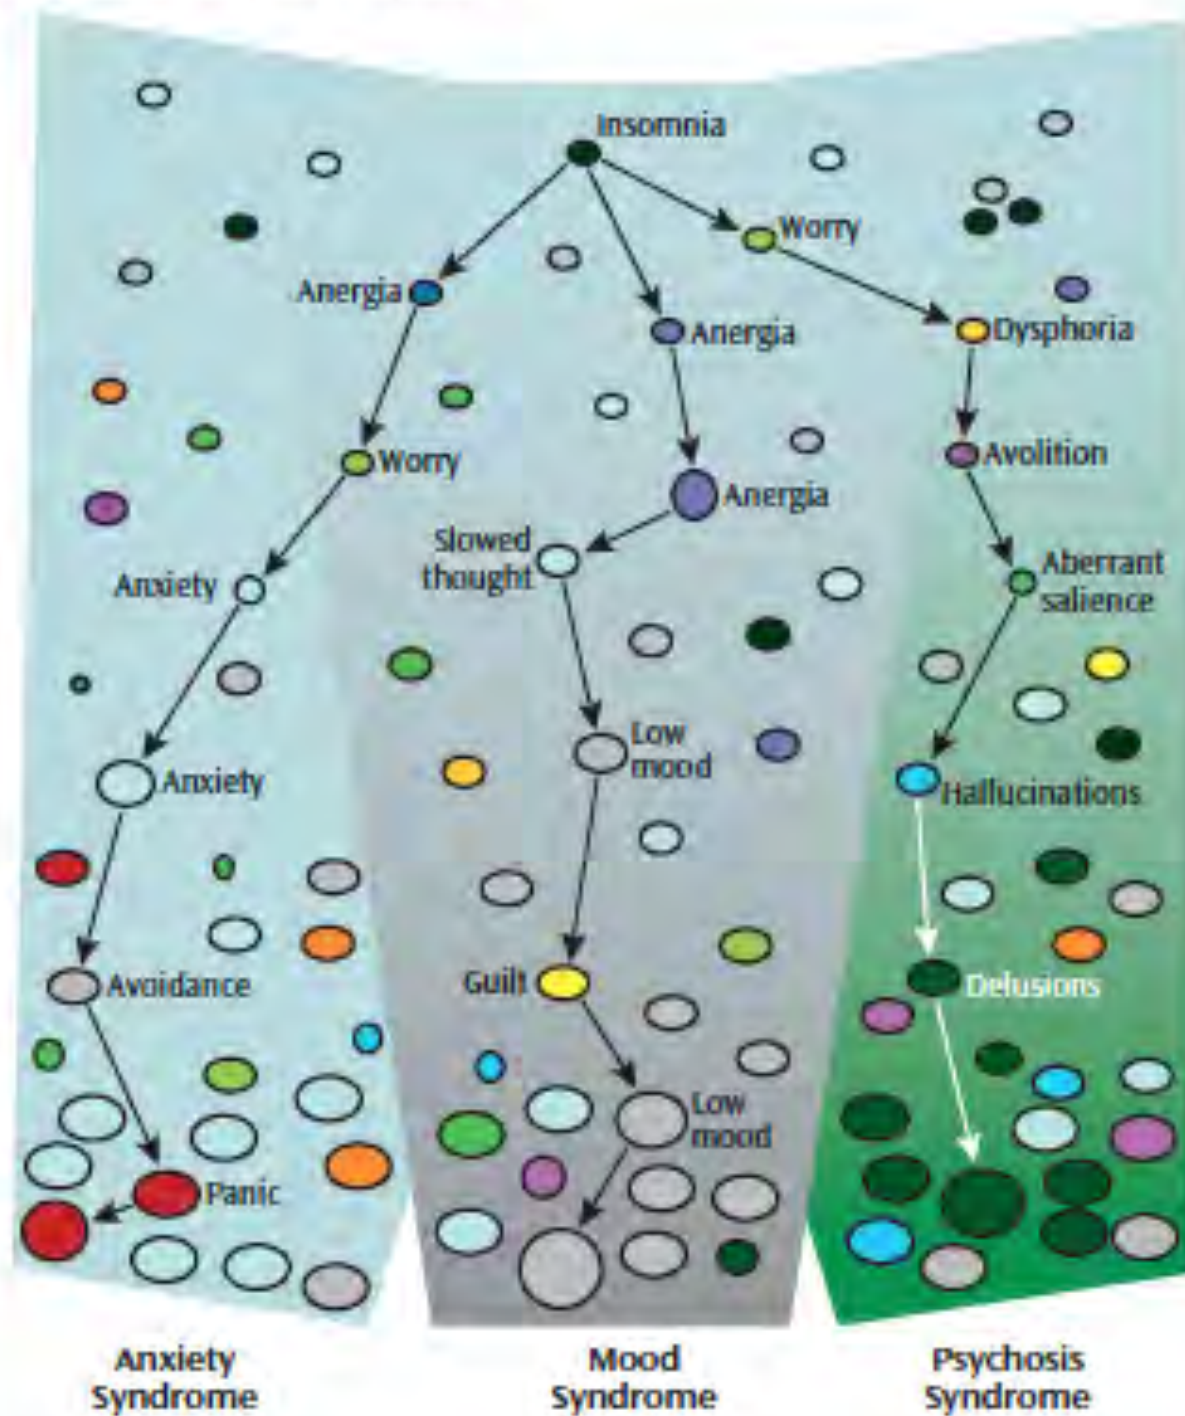 Insomnia
Worry
Anergia
Anergia
Dysphoria
Worry
Avolition
Anergia
Slowed
thought
Anxiety
Aberrant
salience
Low
mood
Anxiety
Hallucinations
Avoidance
Guilt
Delusions
Low
mood
Panic
Anxiety
Syndrome
Mood
Syndrome
Psychosis
Syndrome